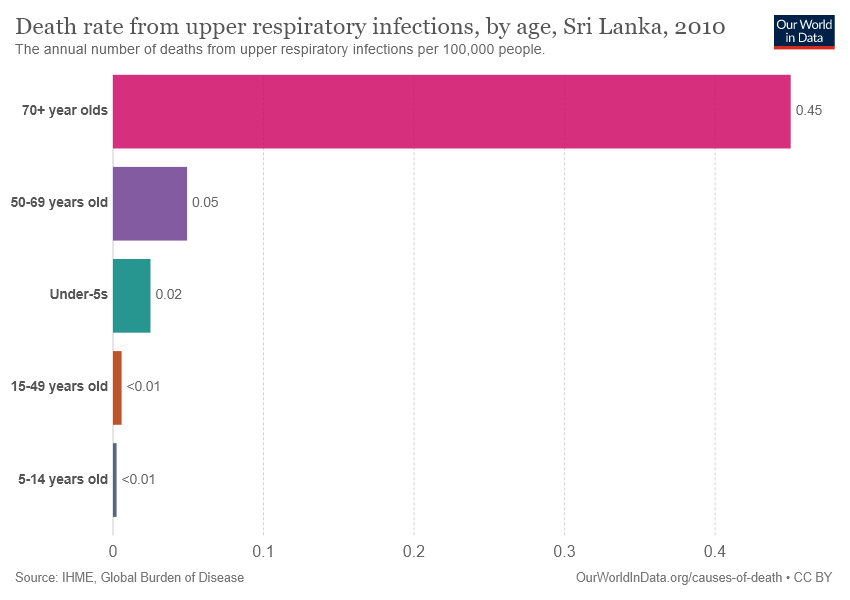 Death rate from upper respiratory infections, by age, Sri Lanka, 2010
The annual number of deaths from upper respiratory infections per 100,000 people.
Our World
in Data
70+ year olds
0.45
50-69 years old
0.05
Under-5s
0.02
15-49 years old
<0.01
5-14 years old
<0.01
0
0.1
0.2
0.3
0.4
Source: IHME, Global Burden of Disease
OurWorldInData.org/causes-of-death • CC BY